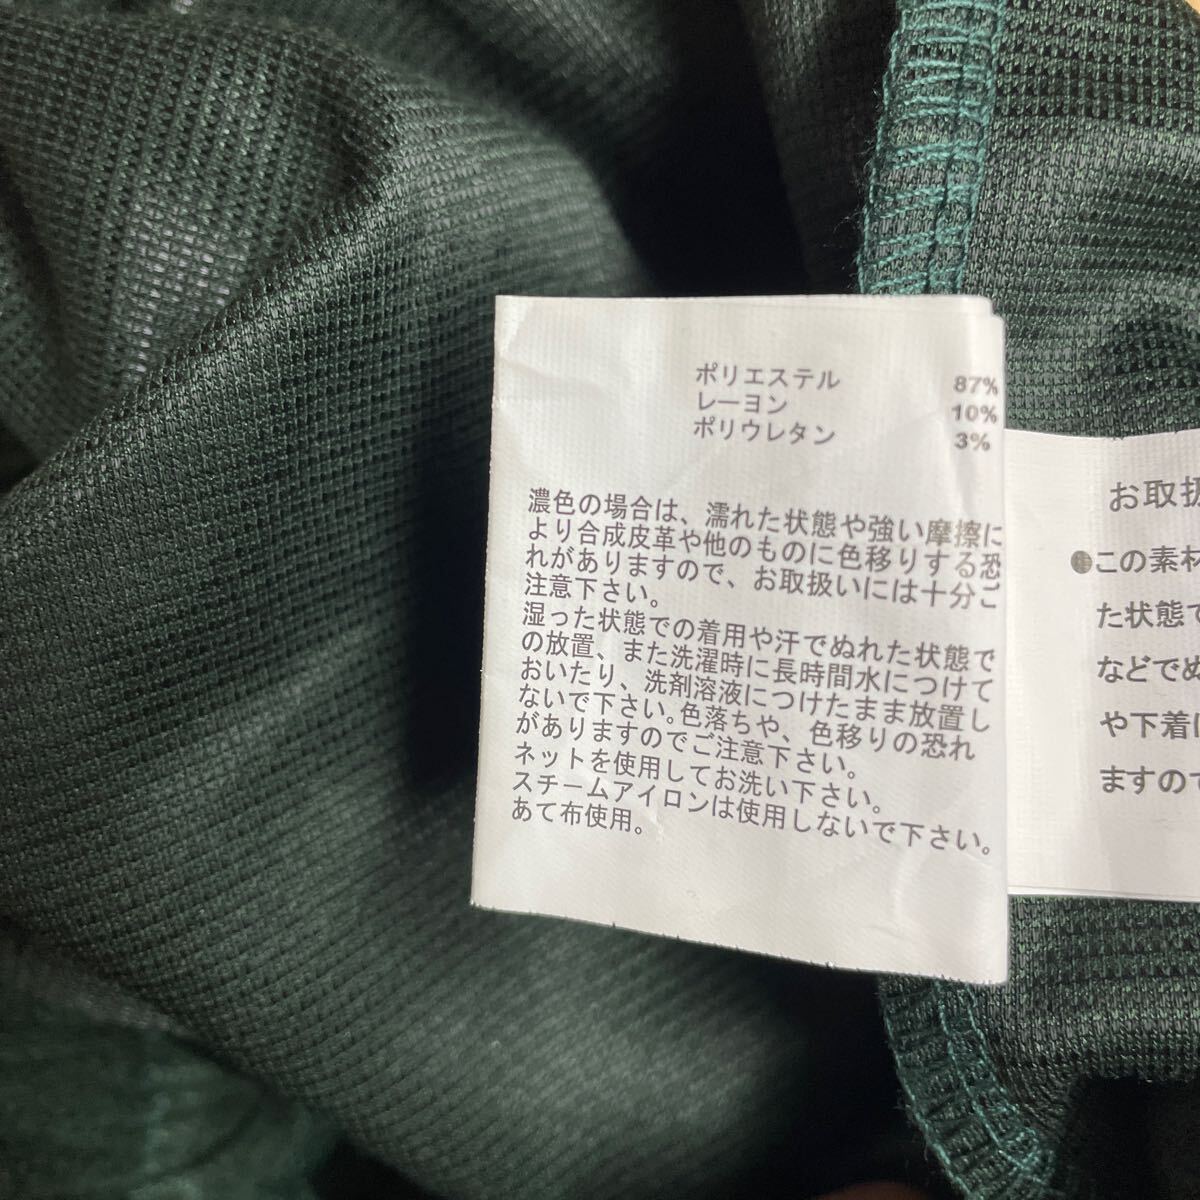 ポリエステル 87%
レーヨン 10%
ポリウレタン 3%
濃色の場合は、濡れた状態や強い摩擦に
より合成皮革や他のものに色移りする恐
れがありますので、お取扱いには十分ご
注意下さい。
湿った状態での着用や汗でぬれた状態で
の放置、また洗濯時に長時間水につけて
おいたり、洗剤溶液につけたまま放置し
ないで下さい。色落ちや、色移りの恐れ
がありますのでご注意下さい。
ネットを使用してお洗い下さい。
スチームアイロンは使用しないで下さい。
あて布使用。
お取扱
●この素材
た状態で
などでぬ
や下着に
ますので